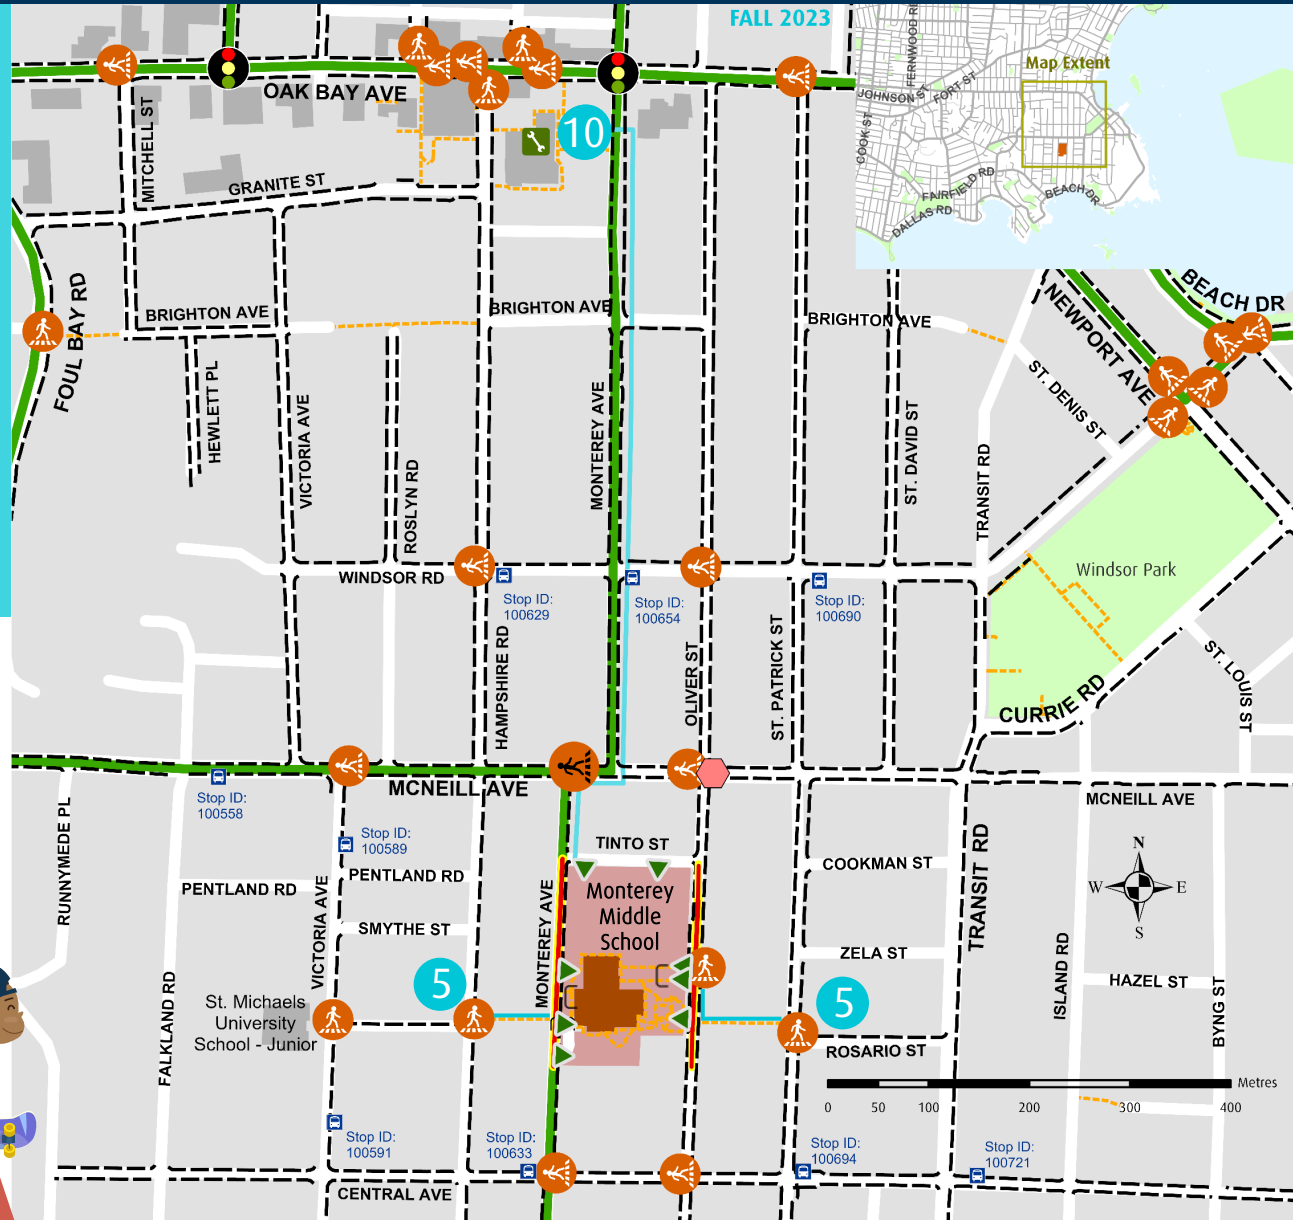 FALL 2023
Map Extent
FERNWOOD RD
JOHNSON ST
FORT ST
COOK ST
FAIRFIELD RD
BEACH DR
DALLAS RD
OAK BAY AVE
MITCHELL ST
10
GRANITE ST
FOUL BAY RD
BRIGHTON AVE
BRIGHTON AVE
BRIGHTON AVE
BEACH DR
NEWPORT AVE
HEWLETT PL
VICTORIA AVE
ROSLYN RD
MONTEREY AVE
ST. DAVID ST
ST. DENIS ST
TRANSIT RD
WINDSOR RD
Stop ID:
100629
Stop ID:
100654
Stop ID:
100690
Windsor Park
HAMPSHIRE RD
OLIVER ST
ST. PATRICK ST
CURRIE RD
ST. LOUIS ST
Stop ID:
100558
MCNEILL AVE
MCNEILL AVE
Stop ID:
100589
TINTO ST
COOKMAN ST
RUNNYMEDE PL
PENTLAND RD
PENTLAND RD
SMYTHE ST
VICTORIA AVE
MONTEREY AVE
Monterey
Middle
School
TRANSIT RD
N
W
E
S
ZELA ST
HAZEL ST
ISLAND RD
BYNG ST
5
5
FALKLAND RD
St. Michaels
University
School - Junior
ROSARIO ST
Metres
0 50 100 200 300 400
Stop ID:
100591
Stop ID:
100633
Stop ID:
100694
Stop ID:
100721
CENTRAL AVE